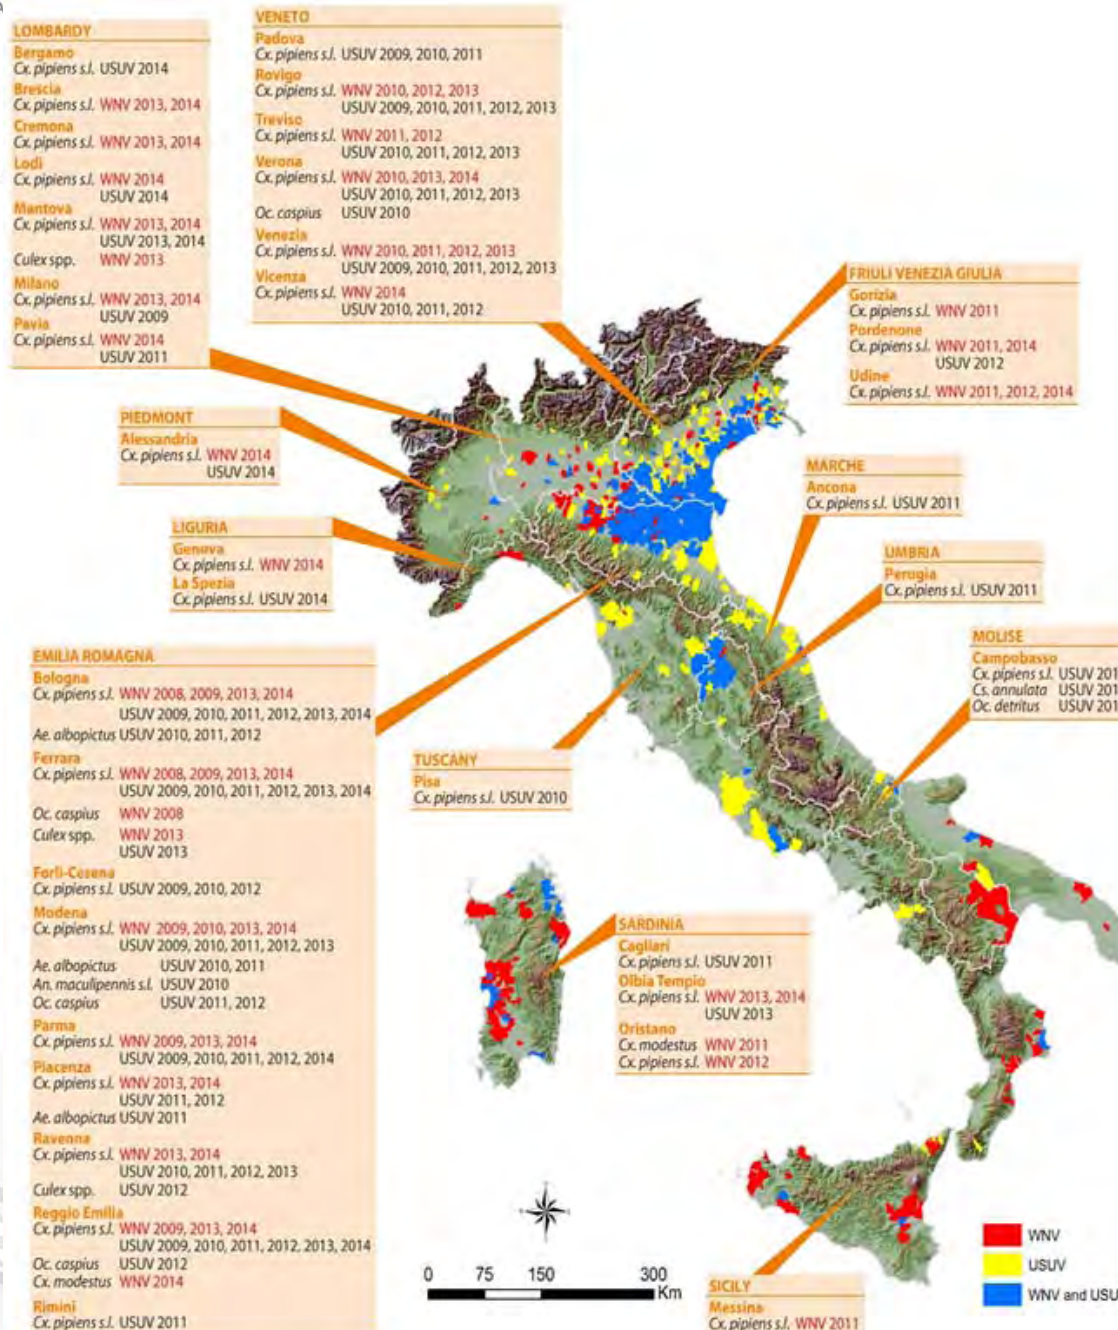 LOMBARDY
Bergamo
Cx. pipiens s.l. USUV 2014
Brescia
Cx. pipiens s.l. WNV 2013, 2014
Cremona
Cx. pipiens s.l. WNV 2013, 2014
Lodi
Cx. pipiens s.l. WNV 2014
USUV 2014
Mantova
Cx. pipiens s.l. WNV 2013, 2014
USUV 2013, 2014
Culex spp. WNV 2013
Milano
Cx. pipiens s.l. WNV 2013, 2014
USUV 2009
Pavia
Cx. pipiens s.l. WNV 2014
USUV 2011
VENETO
Padova
Cx. pipiens s.l. USUV 2009, 2010, 2011
Rovigo
Cx. pipiens s.l. WNV 2010, 2012, 2013
USUV 2009, 2010, 2011, 2012, 2013
Treviso
Cx. pipiens s.l. WNV 2011, 2012
USUV 2010, 2011, 2012, 2013
Verona
Cx. pipiens s.l. WNV 2010, 2013, 2014
USUV 2010, 2011, 2012, 2013
Oc. caspius USUV 2010
Venezia
Cx. pipiens s.l. WNV 2010, 2011, 2012, 2013
USUV 2009, 2010, 2011, 2012, 2013
Vicenza
Cx. pipiens s.l. WNV 2014
USUV 2010, 2011, 2012
FRIULI VENEZIA GIULIA
Gorizia
Cx. pipiens s.l. WNV 2011
Pordenone
Cx. pipiens s.l. WNV 2011, 2014
USUV 2012
Udine
Cx. pipiens s.l. WNV 2011, 2012, 2014
PIEDMONT
Alessandria
Cx. pipiens s.l. WNV 2014
USUV 2014
LIGURIA
Genova
Cx. pipiens s.l. WNV 2014
La Spezia
Cx. pipiens s.l. USUV 2014
MARCHE
Ancona
Cx. pipiens s.l. USUV 2011
UMBRIA
Perugia
Cx. pipiens s.l. USUV 2011
MOLISE
Campobasso
Cx. pipiens s.l. USUV 201
Cs. annulata USUV 201
Oc. detritus USUV 201
EMILIA ROMAGNA
Bologna
Cx. pipiens s.l. WNV 2008, 2009, 2013, 2014
USUV 2009, 2010, 2011, 2012, 2013, 2014
Ae. albopictus USUV 2010, 2011, 2012
Ferrara
Cx. pipiens s.l. WNV 2008, 2009, 2013, 2014
USUV 2009, 2010, 2011, 2012, 2013, 2014
Oc. caspius WNV 2008
Culex spp. WNV 2013
USUV 2013
Forlì-Cesena
Cx. pipiens s.l. USUV 2009, 2010, 2012
Modena
Cx. pipiens s.l. WNV 2009, 2010, 2013, 2014
USUV 2009, 2010, 2011, 2012, 2013
Ae. albopictus USUV 2010, 2011
An. maculipennis s.l. USUV 2010
Oc. caspius USUV 2011, 2012
Parma
Cx. pipiens s.l. WNV 2009, 2013, 2014
USUV 2009, 2010, 2011, 2012, 2014
Piacenza
Cx. pipiens s.l. WNV 2013, 2014
USUV 2011, 2012
Ae. albopictus USUV 2011
Ravenna
Cx. pipiens s.l. WNV 2013, 2014
USUV 2010, 2011, 2012, 2013
Culex spp. USUV 2012
Reggio Emilia
Cx. pipiens s.l. WNV 2009, 2013, 2014
USUV 2009, 2010, 2011, 2012, 2013, 2014
Oc. caspius USUV 2012
Cx. modestus WNV 2014
Rimini
Cx. pipiens s.l. USUV 2011
TUSCANY
Pisa
Cx. pipiens s.l. USUV 2010
SARDINIA
Cagliari
Cx. pipiens s.l. USUV 2011
Olbia Tempio
Cx. pipiens s.l. WNV 2013, 2014
USUV 2013
Oristano
Cx. modestus WNV 2011
Cx. pipiens s.l. WNV 2012
SICILY
Messina
Cx. pipiens s.l. WNV 2011
0 75 150 300
Km
WNV
USUV
WNV and USU